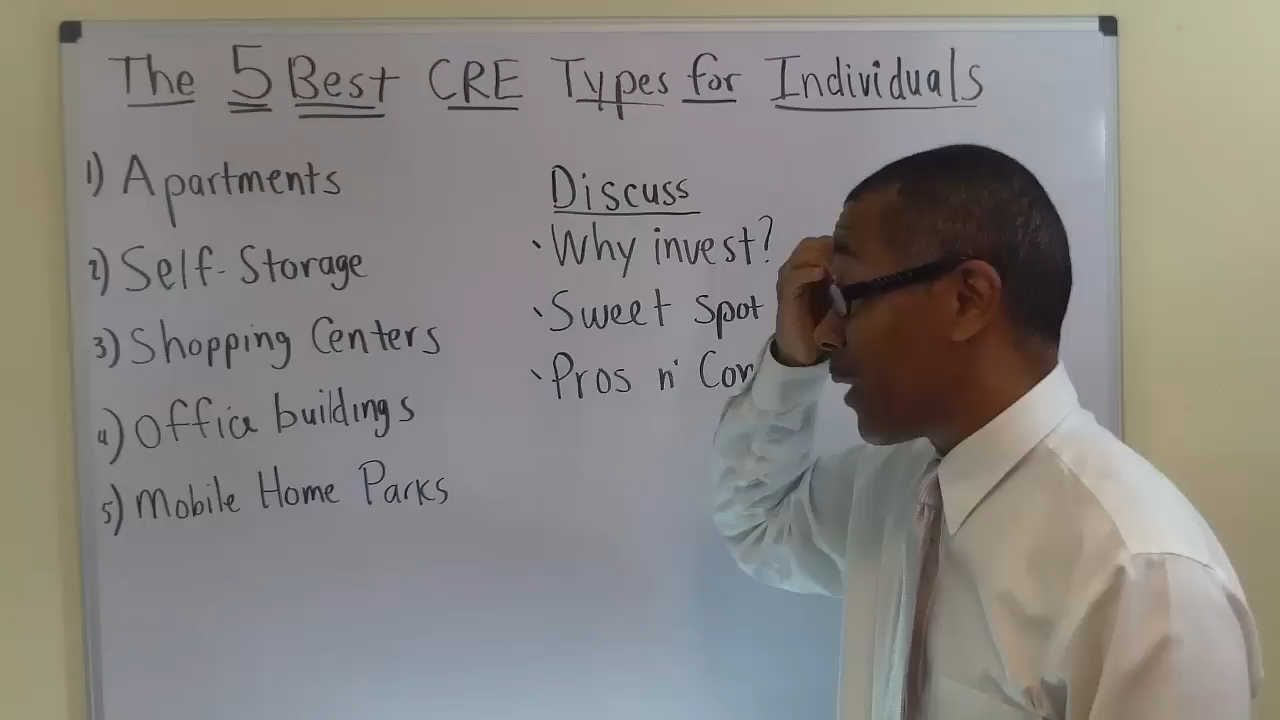 The 5 Best CRE Types for Individuals
1) Apartments
2) Self-Storage
3) Shopping Centers
4) Office buildings
5) Mobile Home Parks
Discuss
• Why invest?
• Sweet Spot
• Pros n'